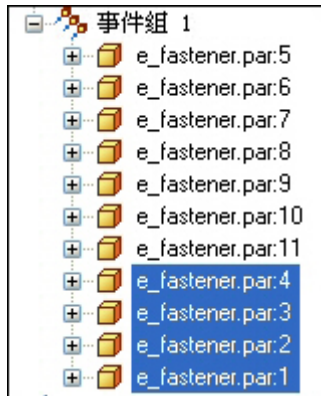 事件组 1
e_fastener.par:5
e_fastener.par:6
e_fastener.par:7
e_fastener.par:8
e_fastener.par:9
e_fastener.par:10
e_fastener.par:11
e_fastener.par:4
e_fastener.par:3
e_fastener.par:2
e_fastener.par:1